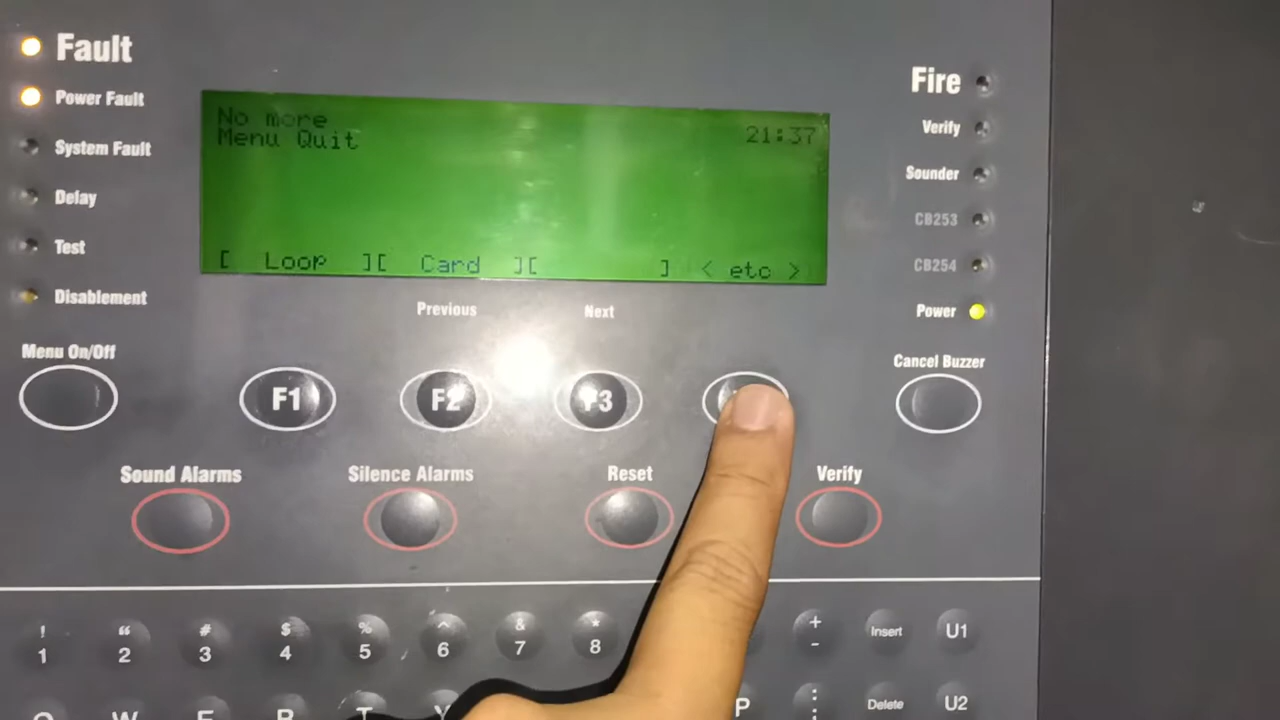 Fault
Power Fault
System Fault
Delay
Test
Disablement
No more
Menu Quit
21:37
[ Loop ][ Card ][ ] < etc >
Fire
Verify
Sounder
CB253
CB254
Power
Previous
Next
Menu On/Off
F1
F2
F3
Cancel Buzzer
Sound Alarms
Silence Alarms
Reset
Verify
! " # $ % ^ & * +
1 2 3 4 5 6 7 8 - Insert U1
P : Delete U2